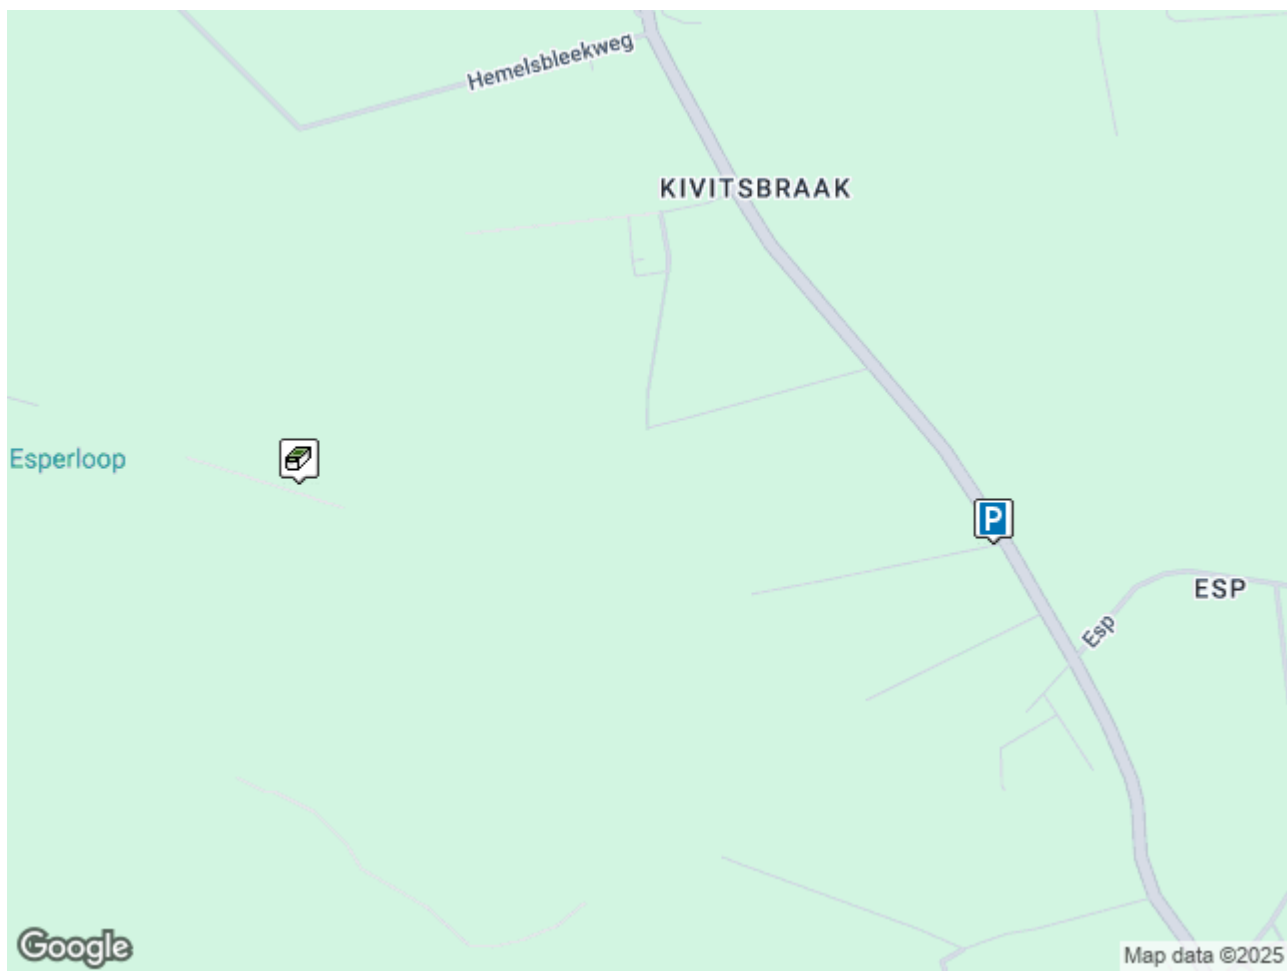 Hemelsbleekweg
KIVITSBRAAK
Esperloop
P
ESP
Esp
Google
Map data ©2025